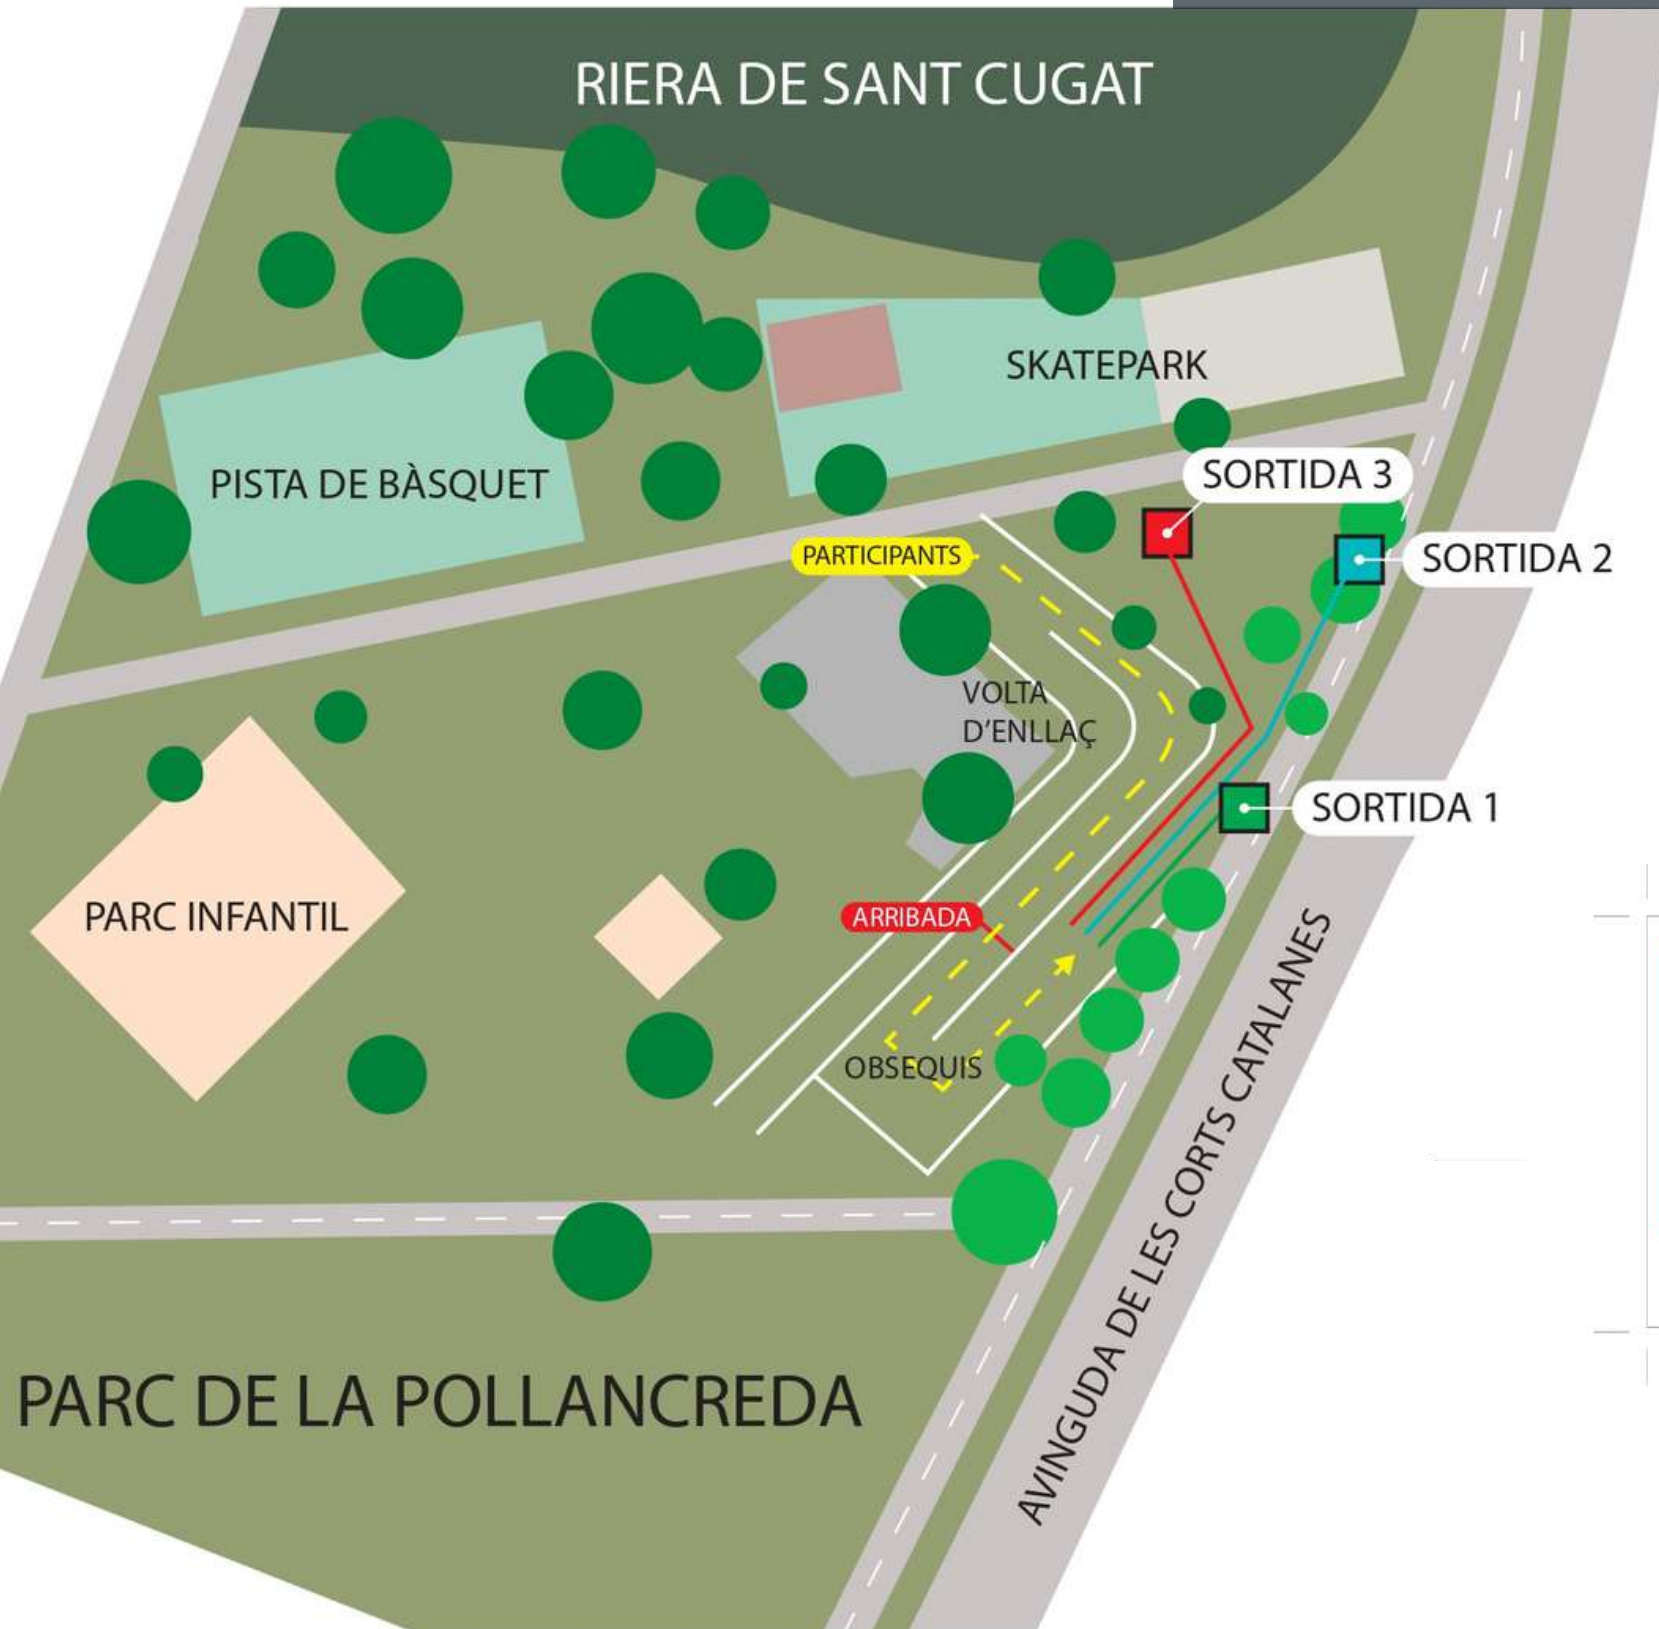 RIERA DE SANT CUGAT
SKATEPARK
SORTIDA 3
PISTA DE BÀSQUET
PARTICIPANTS
SORTIDA 2
VOLTA
D'ENLLAÇ
SORTIDA 1
PARC INFANTIL
ARRIBADA
OBSEQUIS
AVINGUDA DE LES CORTS CATALANES
PARC DE LA POLLANCREDA